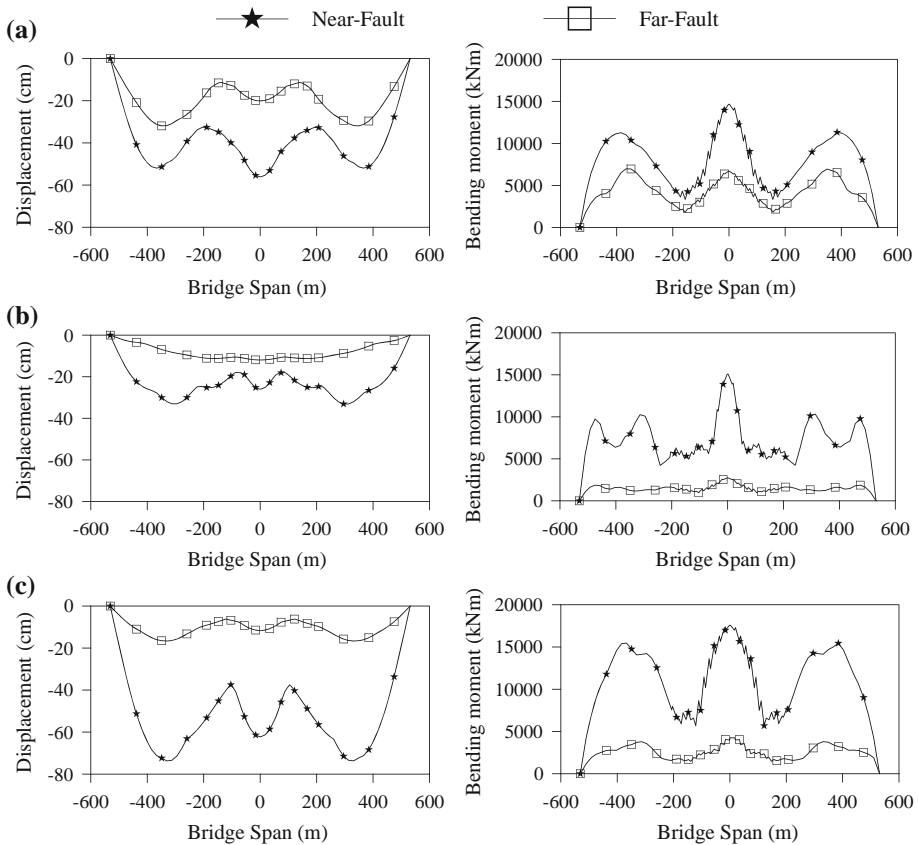 Near-Fault
Far-Fault
(a)
0
-20
-40
-60
-80
Displacement (cm)
-600 -400 -200 0 200 400 600
Bridge Span (m)
20000
15000
10000
5000
0
Bending moment (kNm)
-600 -400 -200 0 200 400 600
Bridge Span (m)
(b)
0
-20
-40
-60
-80
Displacement (cm)
-600 -400 -200 0 200 400 600
Bridge Span (m)
20000
15000
10000
5000
0
Bending moment (kNm)
-600 -400 -200 0 200 400 600
Bridge Span (m)
(c)
0
-20
-40
-60
-80
Displacement (cm)
-600 -400 -200 0 200 400 600
Bridge Span (m)
20000
15000
10000
5000
0
Bending moment (kNm)
-600 -400 -200 0 200 400 600
Bridge Span (m)